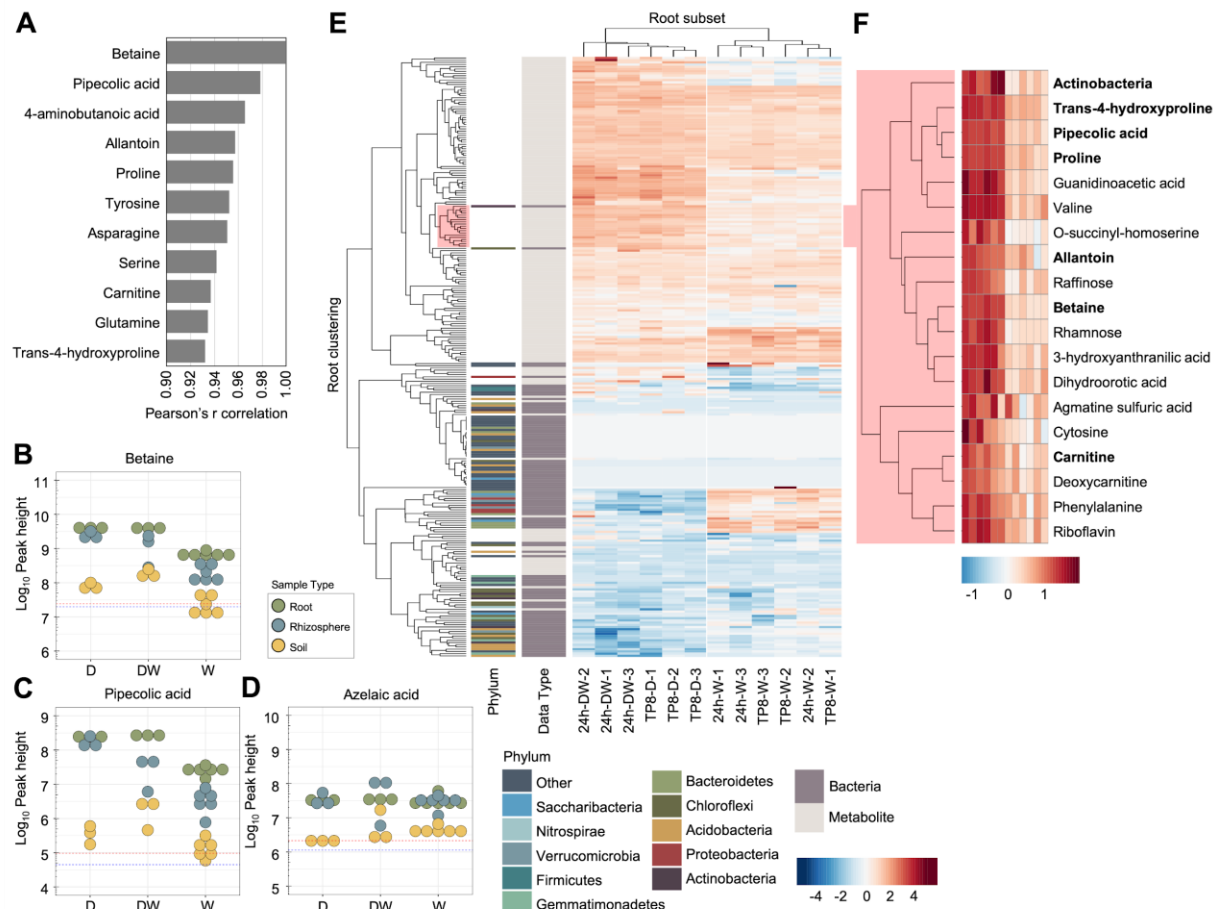 A
Betaine
Pipecolic acid
4-aminobutanoic acid
Allantoin
Proline
Tyrosine
Asparagine
Serine
Carnitine
Glutamine
Trans-4-hydroxyproline
0.90
0.92
0.94
0.96
0.98
1.00
Pearson's r correlation
B
Betaine
Log10 Peak height
11
10
9
8
7
6
D
DW
W
Sample Type
Root
Rhizosphere
Soil
C
Pipecolic acid
Log10 Peak height
9
8
7
6
5
4
D
DW
W
D
Azelaic acid
Log10 Peak height
10
9
8
7
6
5
D
DW
W
E
Root subset
Root clustering
Phylum
Data Type
24h-DW-2
24h-DW-1
24h-DW-3
TP8-D-1
TP8-D-2
TP8-D-3
24h-W-1
24h-W-3
TP8-W-3
TP8-W-2
24h-W-2
TP8-W-1
Phylum
Other
Saccharibacteria
Nitrospirae
Verrucomicrobia
Firmicutes
Gemmatimonadetes
Bacteroidetes
Chloroflexi
Acidobacteria
Proteobacteria
Actinobacteria
Bacteria
Metabolite
-4 -2 0 2 4
F
Actinobacteria
Trans-4-hydroxyproline
Pipecolic acid
Proline
Guanidinoacetic acid
Valine
O-succinyl-homoserine
Allantoin
Raffinose
Betaine
Rhamnose
3-hydroxyanthranilic acid
Dihydroorotic acid
Agmatine sulfuric acid
Cytosine
Carnitine
Deoxycarnitine
Phenylalanine
Riboflavin
-1 0 1